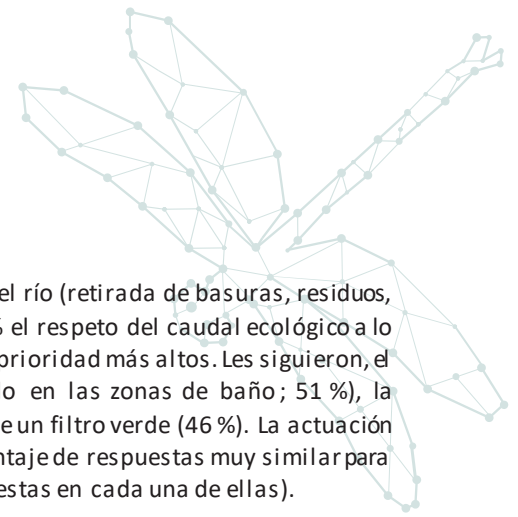 el río (retirada de basuras, residuos,
% el respeto del caudal ecológico a lo
prioridad más altos. Les siguieron, el
o en las zonas de baño; 51 %), la
e un filtro verde (46 %). La actuación
ntaje de respuestas muy similar para
estas en cada una de ellas).